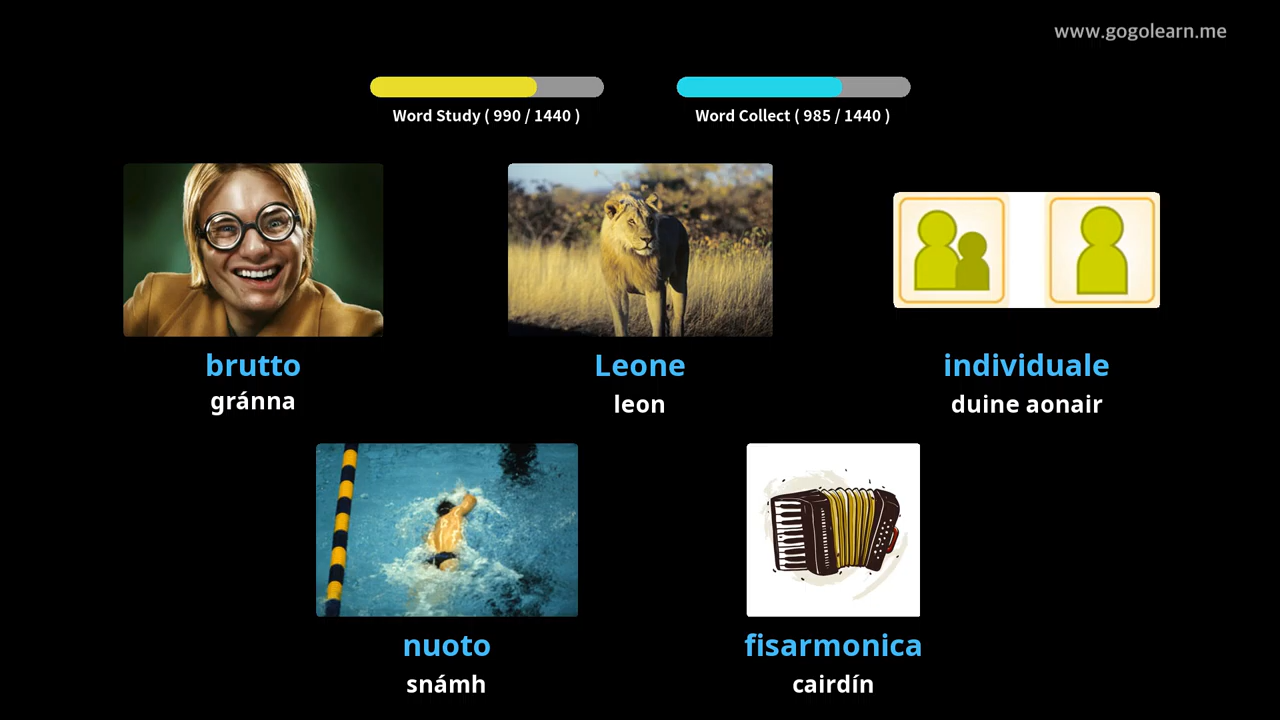 www.gogolearn.me
Word Study ( 990 / 1440 )
Word Collect ( 985 / 1440 )
brutto
gránna
Leone
leon
individuale
duine aonair
nuoto
snámh
fisarmonica
cairdín